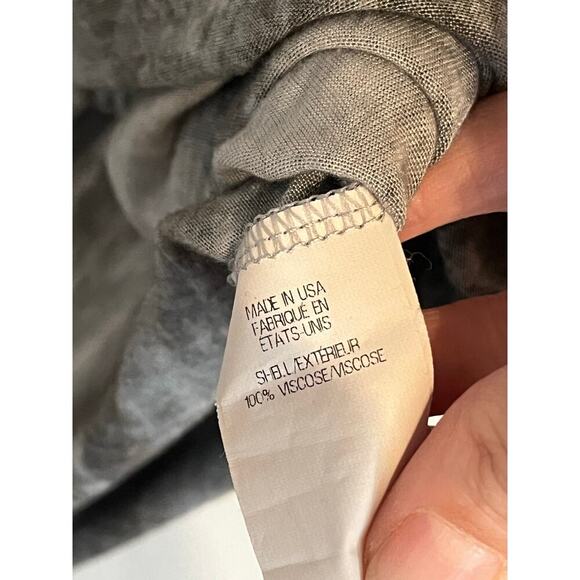 MADE IN USA
FABRIQUÉ EN
ÉTATS-UNIS
SHELL/EXTÉRIEUR
100% VISCOSE/VISCOSE